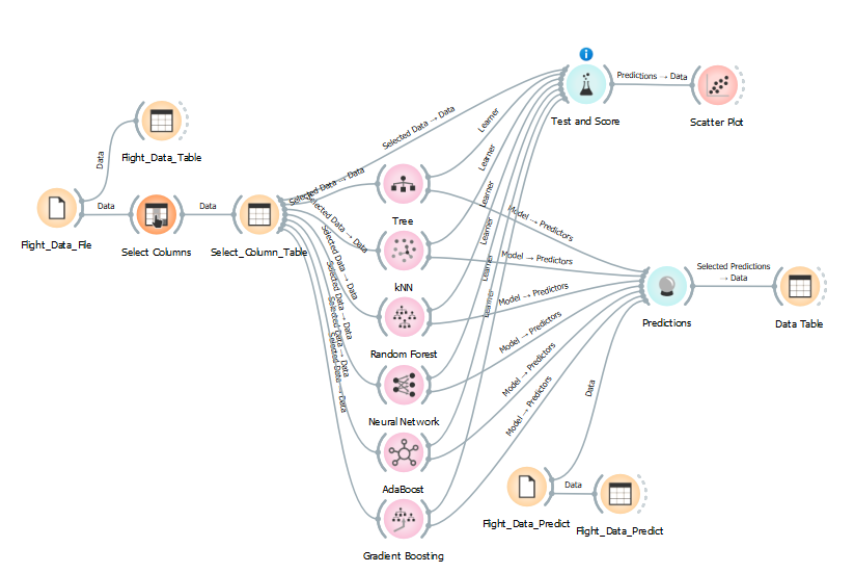 Test and Score
Predictions → Data
Scatter Plot
Selected Data → Data
Learner
Data
Flight_Data_Table
Selected Data → Data
Learner
Flight_Data_File
Data
Select Columns
Data
Select_Column_Table
Selected Data → Data
Tree
Learner
Model → Predictors
Selected Data → Data
kNN
Learner
Model → Predictors
Selected Data → Data
Random Forest
Learner
Model → Predictors
Predictions
Selected Predictions
→ Data
Data Table
Selected Data → Data
Neural Network
Learner
Model → Predictors
Selected Data → Data
AdaBoost
Model → Predictors
Gradient Boosting
Model → Predictors
Data
Flight_Data_Predict
Data
Flight_Data_Predict